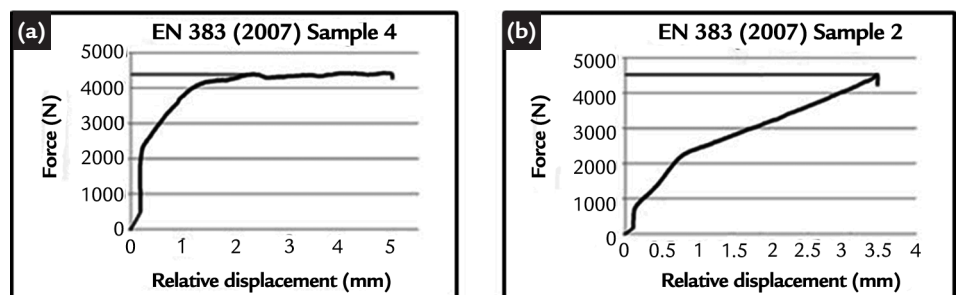 (a) EN 383 (2007) Sample 4
5000
4000
3000
2000
1000
0
Force (N)
0 1 2 3 4 5
Relative displacement (mm)
(b) EN 383 (2007) Sample 2
5000
4000
3000
2000
1000
0
Force (N)
0 0.5 1 1.5 2 2.5 3 3.5 4
Relative displacement (mm)